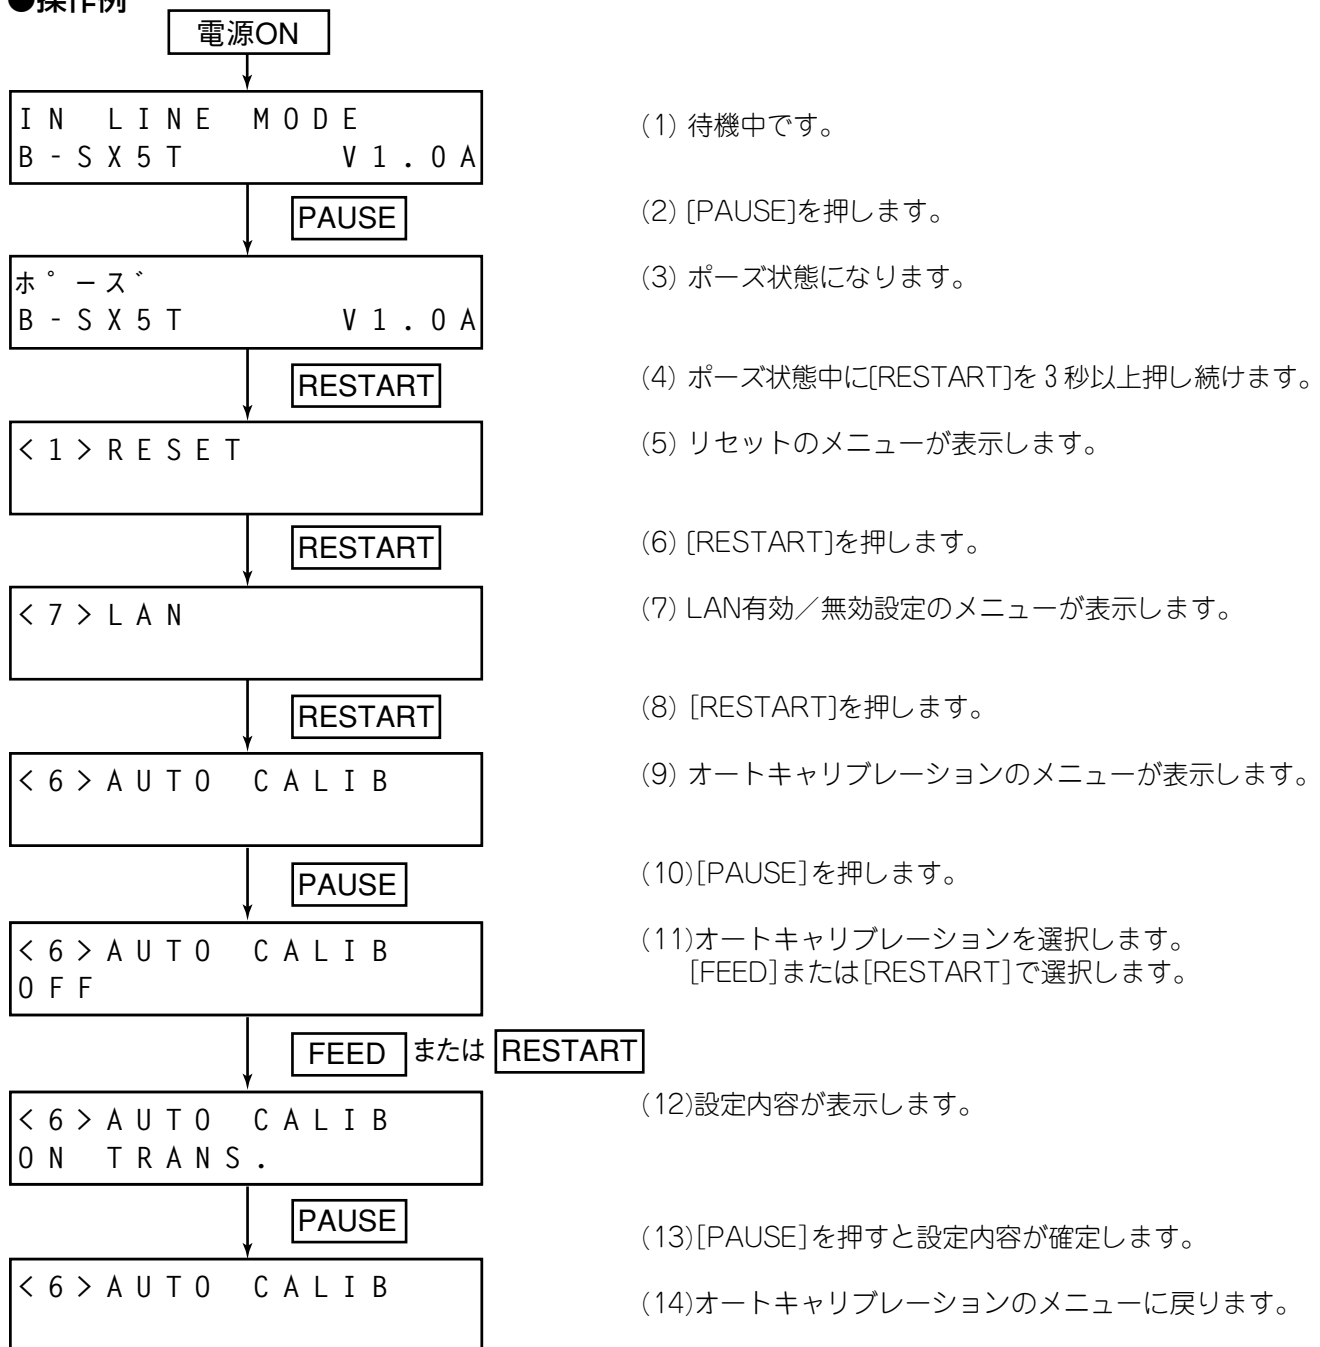 ●操作例
電源ON
IN LINE MODE
B-SX5T V1.0A
(1) 待機中です。
PAUSE
(2) [PAUSE]を押します。
ポーズ
B-SX5T V1.0A
(3) ポーズ状態になります。
RESTART
(4) ポーズ状態中に[RESTART]を3秒以上押し続けます。
<1>RESET
(5) リセットのメニューが表示します。
RESTART
(6) [RESTART]を押します。
<7>LAN
(7) LAN有効／無効設定のメニューが表示します。
RESTART
(8) [RESTART]を押します。
<6>AUTO CALIB
(9) オートキャリブレーションのメニューが表示します。
PAUSE
(10)[PAUSE]を押します。
<6>AUTO CALIB
OFF
(11)オートキャリブレーションを選択します。
[FEED]または[RESTART]で選択します。
FEED または RESTART
<6>AUTO CALIB
ON TRANS.
(12)設定内容が表示します。
PAUSE
(13)[PAUSE]を押すと設定内容が確定します。
<6>AUTO CALIB
(14)オートキャリブレーションのメニューに戻ります。